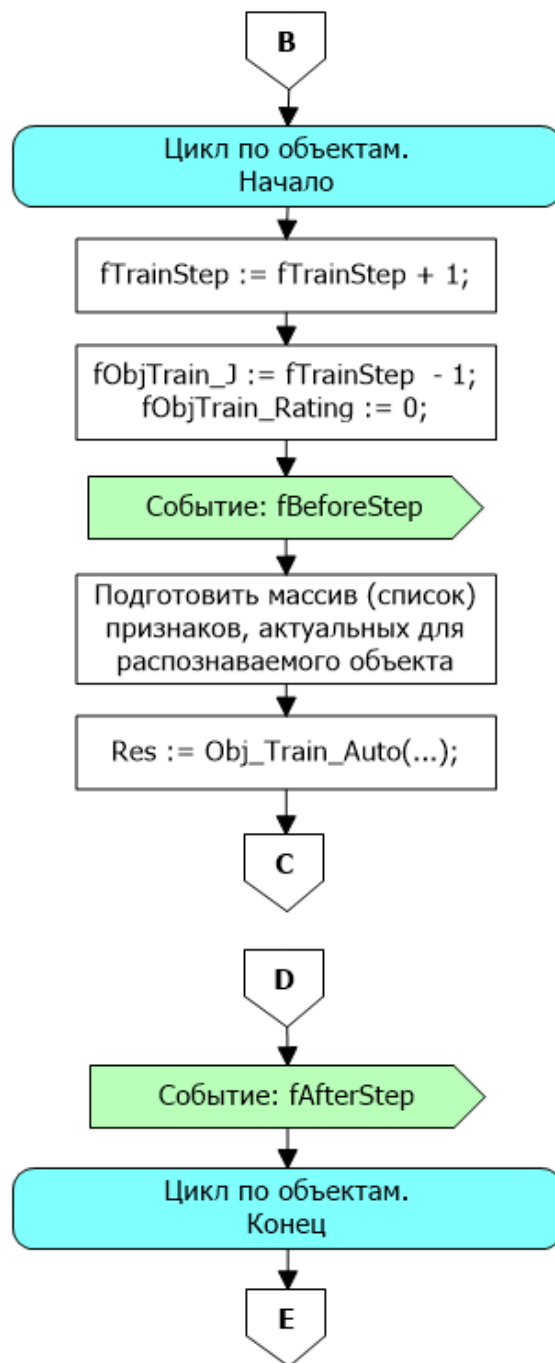 B
Цикл по объектам.
Начало
fTrainStep := fTrainStep + 1;
fObjTrain_J := fTrainStep - 1;
fObjTrain_Rating := 0;
Событие: fBeforeStep
Подготовить массив (список)
признаков, актуальных для
распознаваемого объекта
Res := Obj_Train_Auto(...);
C
D
Событие: fAfterStep
Цикл по объектам.
Конец
E